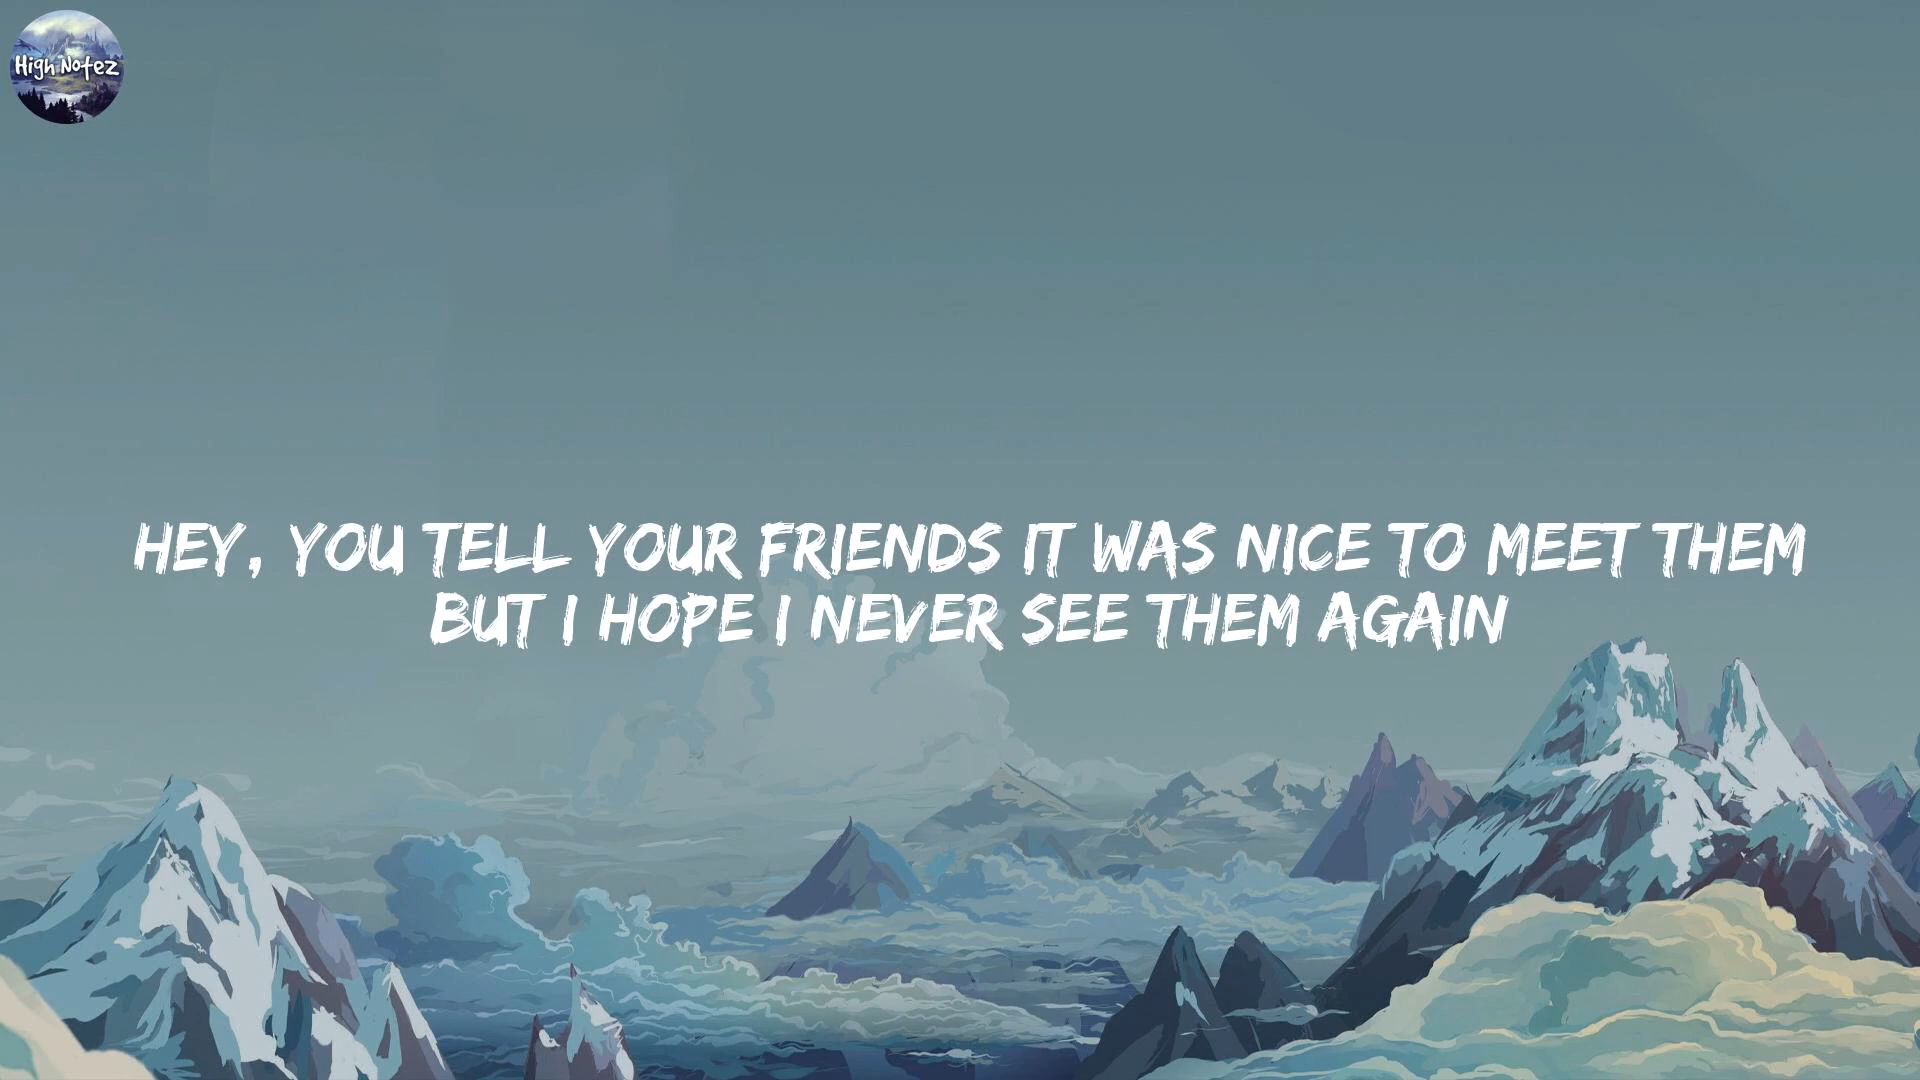 High Notez
HEY, YOU TELL YOUR FRIENDS IT WAS NICE TO MEET THEM
BUT I HOPE I NEVER SEE THEM AGAIN